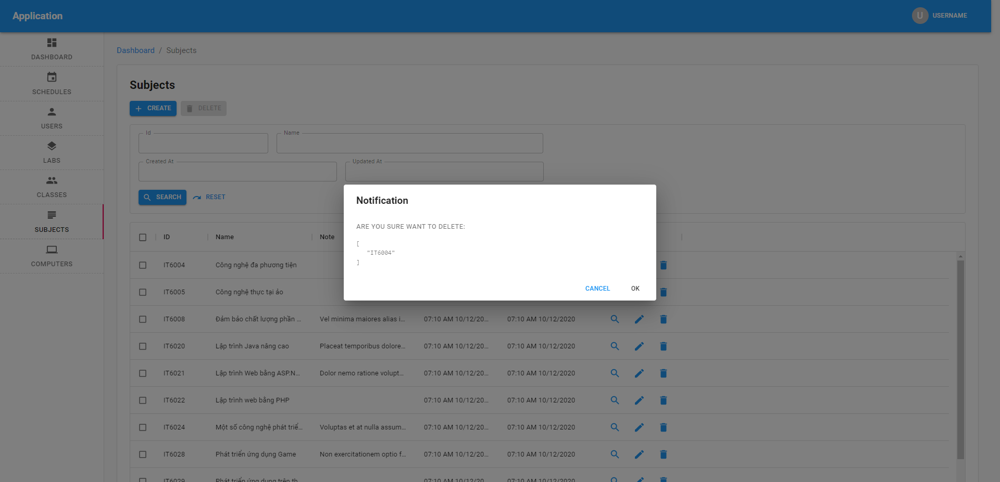 Application
U USERNAME
DASHBOARD
SCHEDULES
USERS
LABS
CLASSES
SUBJECTS
COMPUTERS
Dashboard / Subjects
Subjects
CREATE DELETE
Id Name
Created At Updated At
SEARCH RESET
Notification
ARE YOU SURE WANT TO DELETE:
[
"IT6004"
]
CANCEL OK
ID Name Note
IT6004 Công nghệ đa phương tiện
IT6005 Công nghệ thực tại ảo
IT6008 Đảm bảo chất lượng phần ... Vel minima maiores alias i... 07:10 AM 10/12/20... 07:10 AM 10/12/2020
IT6020 Lập trình Java nâng cao Placeat temporibus dolore... 07:10 AM 10/12/20... 07:10 AM 10/12/2020
IT6021 Lập trình Web bằng ASP.N... Dolor nemo ratione volupt... 07:10 AM 10/12/20... 07:10 AM 10/12/2020
IT6022 Lập trình web bằng PHP 07:10 AM 10/12/20... 07:10 AM 10/12/2020
IT6024 Một số công nghệ phát triể... Voluptas et at nulla assum... 07:10 AM 10/12/20... 07:10 AM 10/12/2020
IT6028 Phát triển ứng dụng Game Non exercitationem optio f... 07:10 AM 10/12/20... 07:10 AM 10/12/2020
IT6029 Phát triển ứng dụng trên th... 07:10 AM 10/12/20... 07:10 AM 10/12/2020